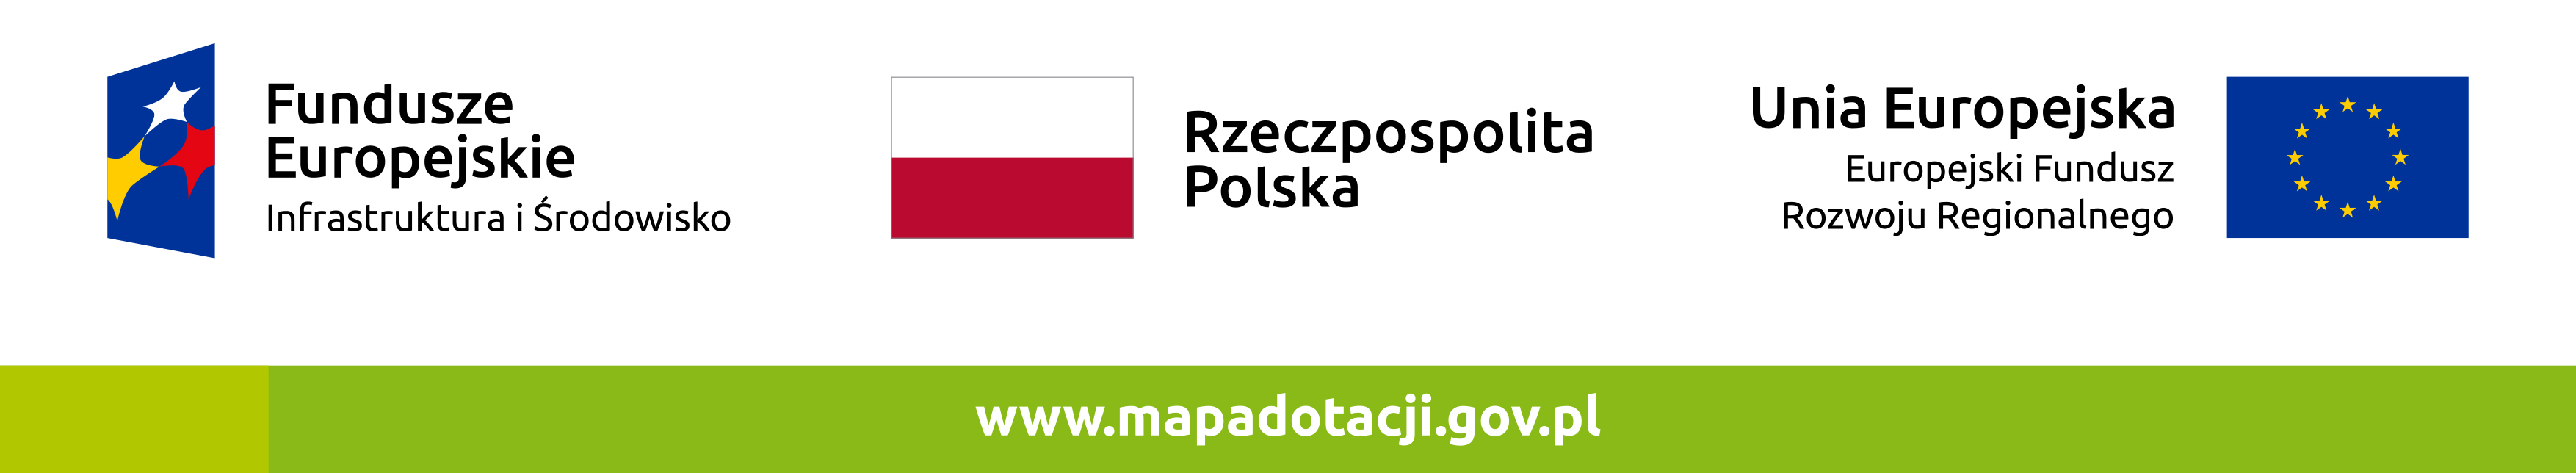 Fundusze
Europejskie
Infrastruktura i Środowisko
Rzeczpospolita
Polska
Unia Europejska
Europejski Fundusz
Rozwoju Regionalnego
www.mapadotacji.gov.pl